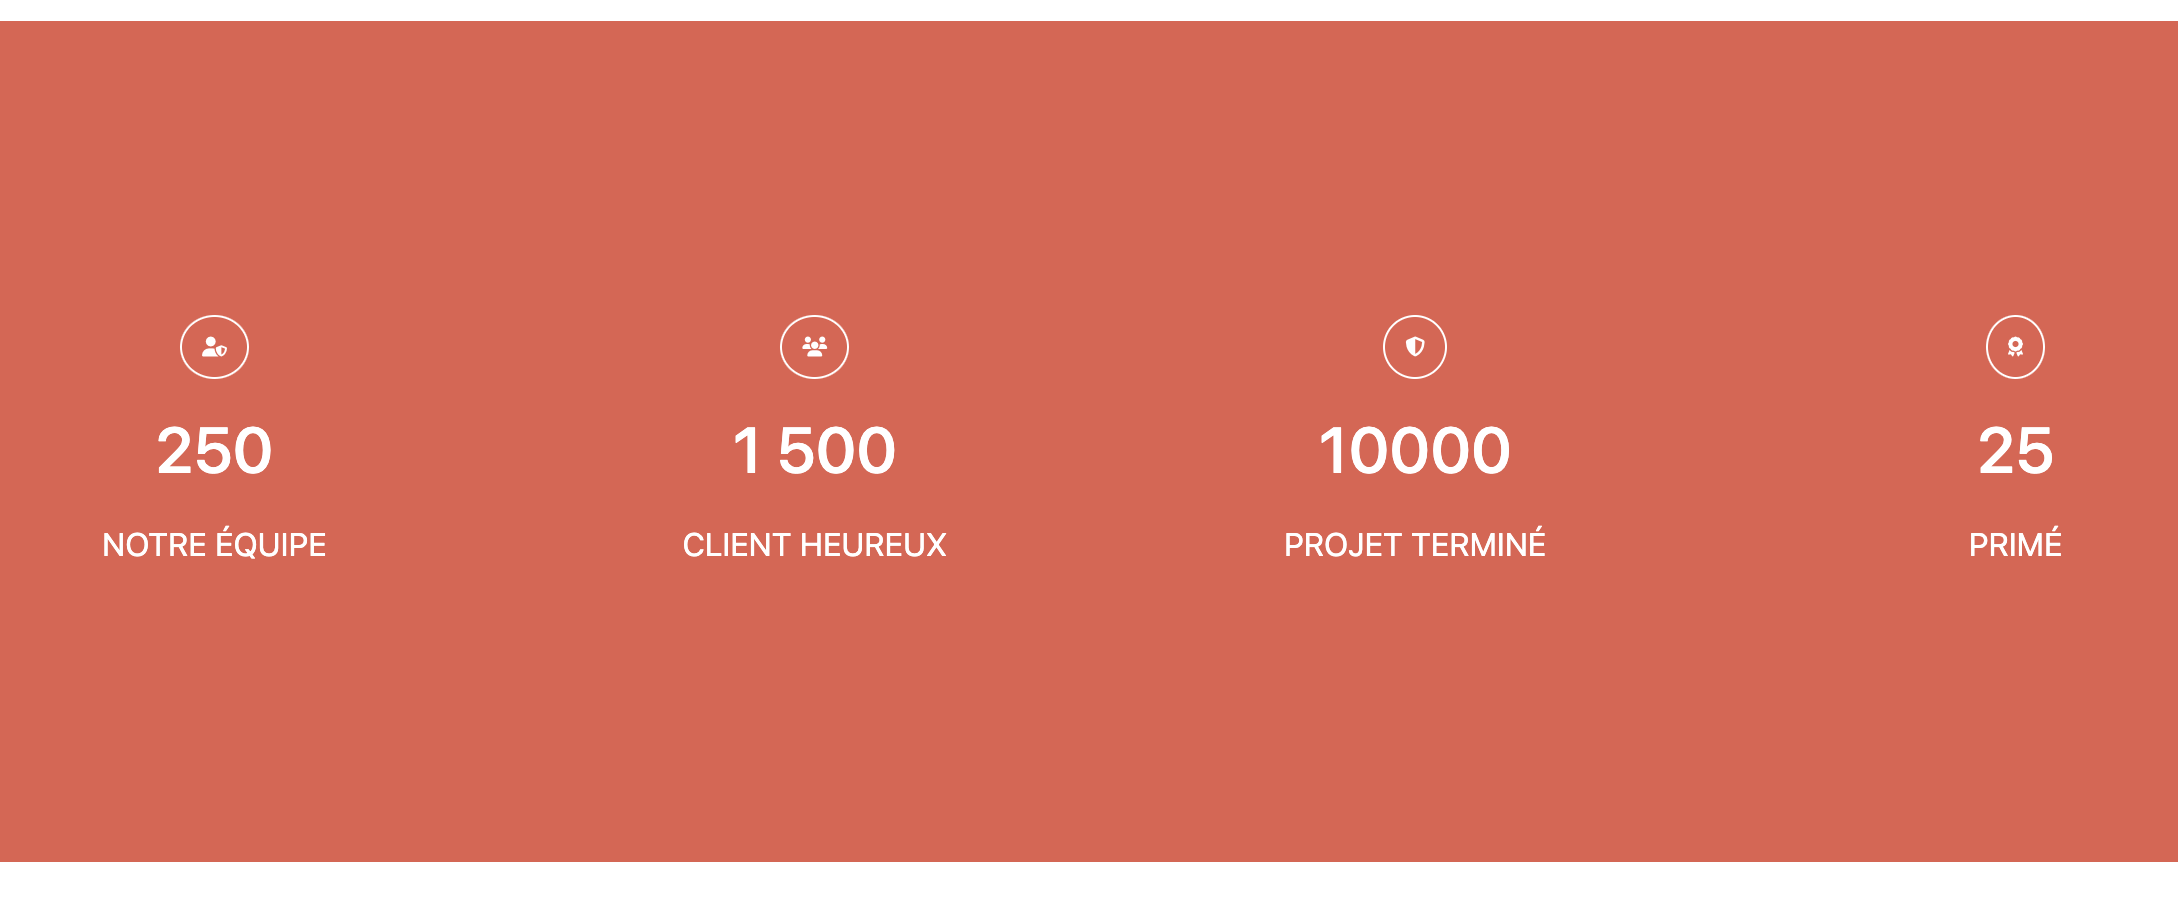 250
1 500
10000
25
NOTRE ÉQUIPE
CLIENT HEUREUX
PROJET TERMINÉ
PRIMÉ